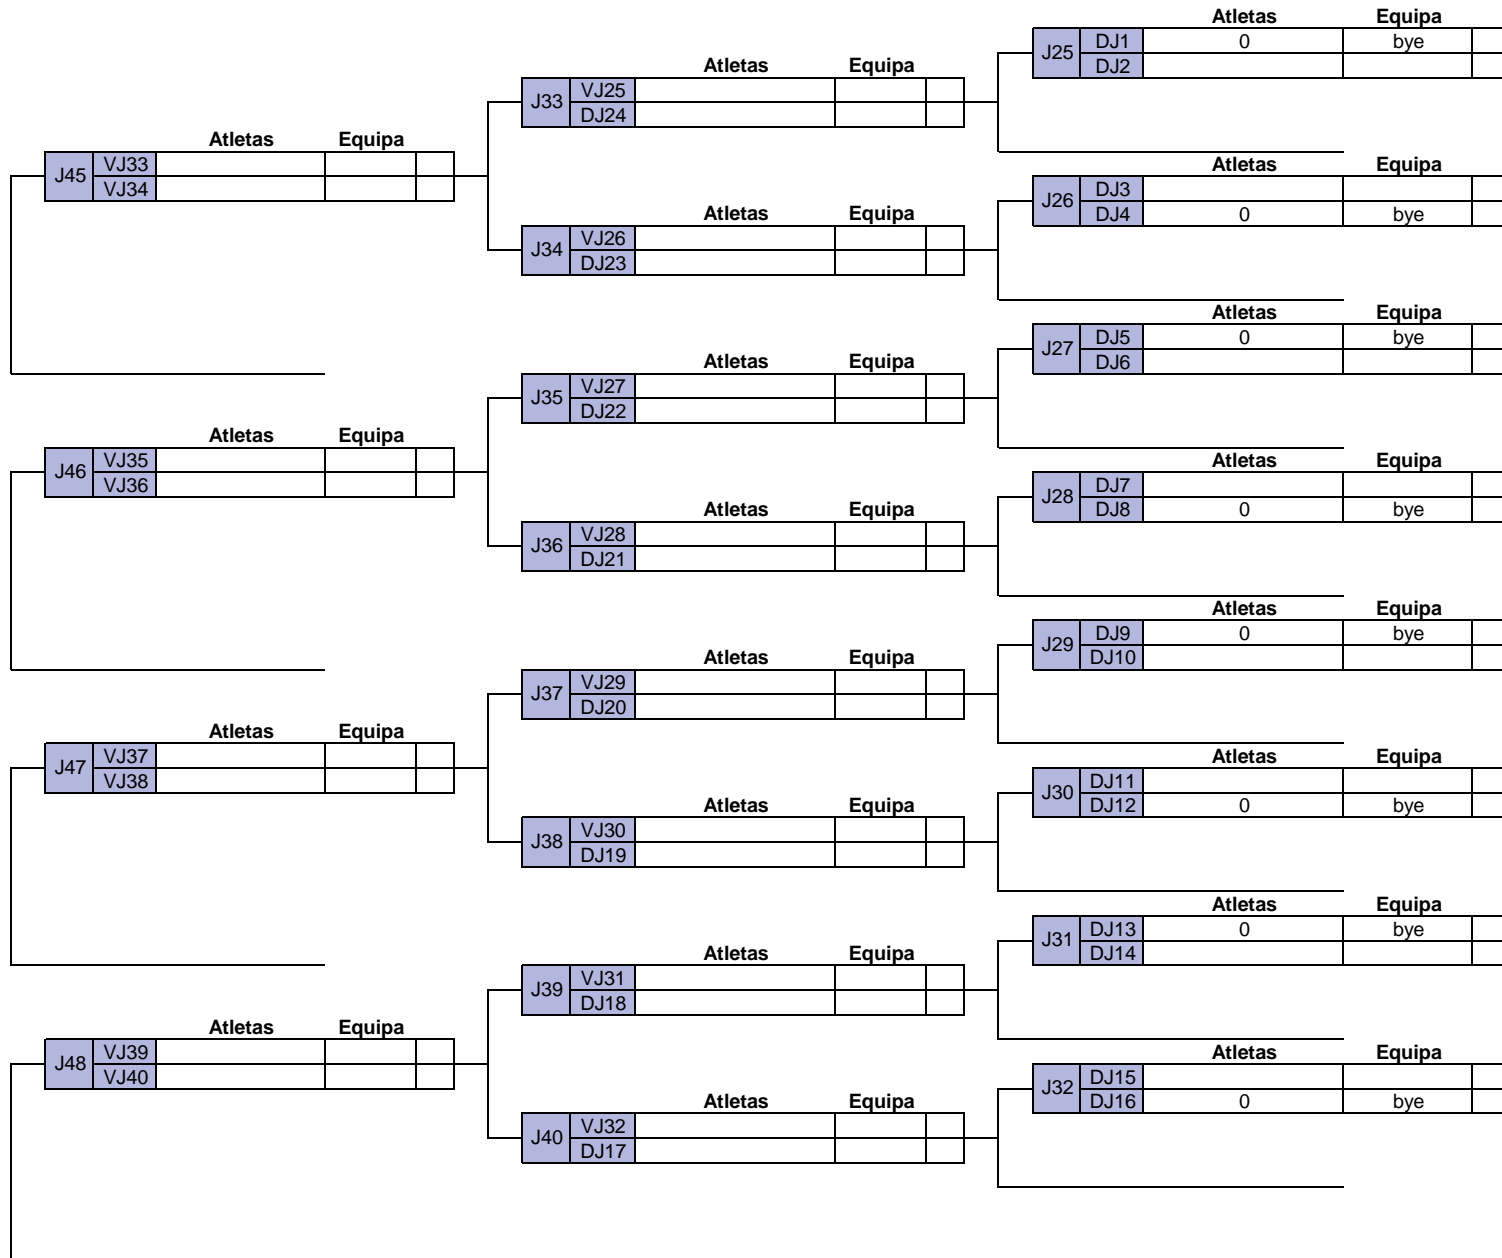 Atletas Equipa
J25 DJ1 0 bye
DJ2
Atletas Equipa
J33 VJ25
DJ24
Atletas Equipa
J45 VJ33
VJ34
Atletas Equipa
J26 DJ3
DJ4 0 bye
Atletas Equipa
J34 VJ26
DJ23
Atletas Equipa
J27 DJ5 0 bye
DJ6
Atletas Equipa
J35 VJ27
DJ22
Atletas Equipa
J46 VJ35
VJ36
Atletas Equipa
J28 DJ7
DJ8 0 bye
Atletas Equipa
J36 VJ28
DJ21
Atletas Equipa
J29 DJ9 0 bye
DJ10
Atletas Equipa
J37 VJ29
DJ20
Atletas Equipa
J47 VJ37
VJ38
Atletas Equipa
J30 DJ11
DJ12 0 bye
Atletas Equipa
J38 VJ30
DJ19
Atletas Equipa
J31 DJ13 0 bye
DJ14
Atletas Equipa
J39 VJ31
DJ18
Atletas Equipa
J48 VJ39
VJ40
Atletas Equipa
J32 DJ15
DJ16 0 bye
Atletas Equipa
J40 VJ32
DJ17